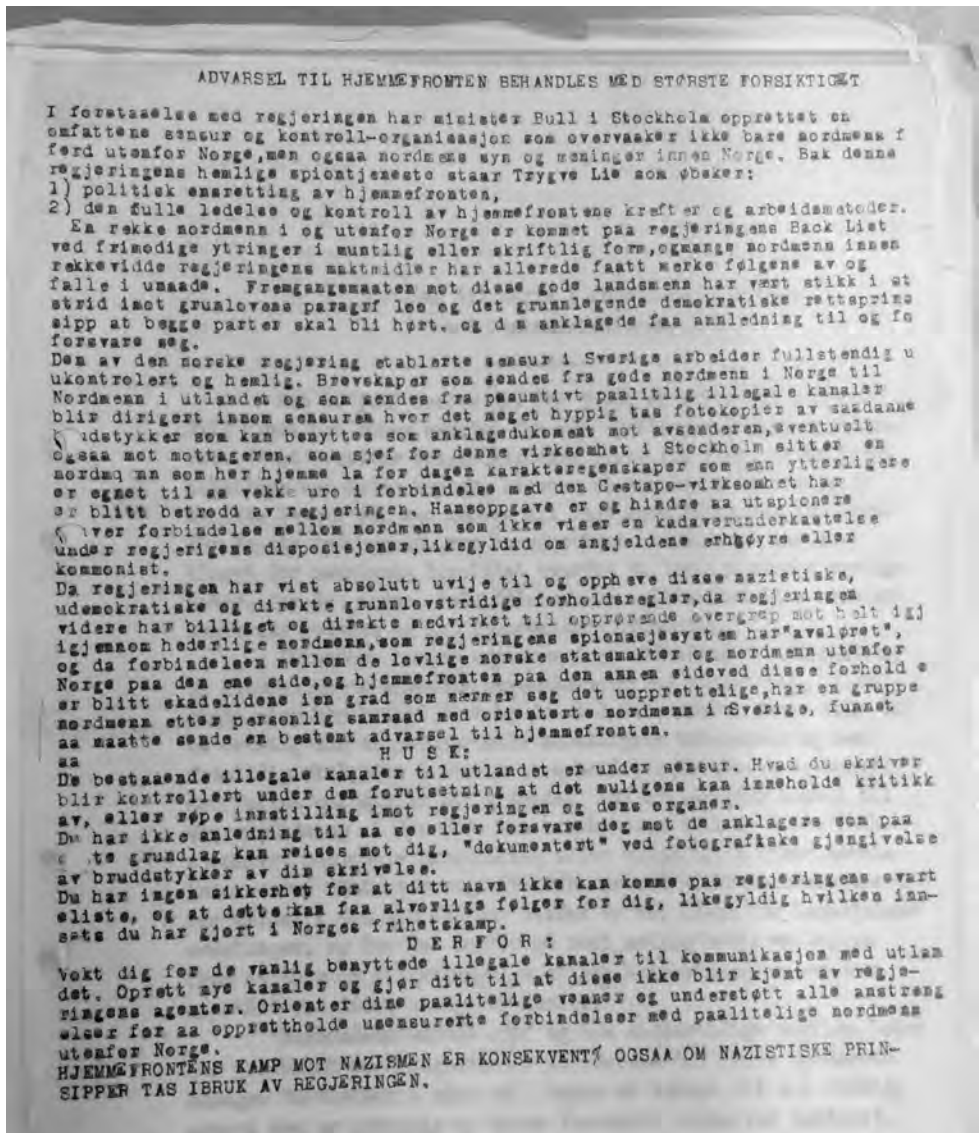 ADVARSEL TIL HJEMMEFRONTEN BEHANDLES MED STØRSTE FORSIKTIGET
I forstaaelse med regjeringen har minister Bull i Stockholm opprettet en
omfattens sensur og kontroll-organisasjon som overvaaker ikke bare nordmens f
ferd utenfor Norge,men ogsaa nordmens syn og meninger innen Norge. Bak denne
regjeringens hemlige spiontjeneste staar Trygve Lie som øbsker:
1) politisk ensretting av hjemmefronten,
2) den fulle ledelse og kontroll av hjemmefrontens krefter og arbeidsmetoder.
En rekke nordmenn i og utenfor Norge er kommet paa regjeringens Back List
ved frimodige ytringer i muntlig eller skriftlig form,ogmange nordmenn innen
rekkevidde regjeringens maktmidler har allerede faatt merke følgene av og
falle i unaade. Fremgangsmaaten mot disse gode landsmenn har vært stikk i st
strid imot grunlovens paragrf loe og det grunnlegende demokratiske rettsprins
sipp at begge parter skal bli hørt. og d n anklagede faa annledning til og fo
forsvare seg.
Den av den norske regjering etablerte sensur i Sverige arbeider fullstendig u
ukontrolert og hemlig. Brevskaper som sendes fra gode nordmenn i Norge til
Nordmenn i utlandet og som sendes fra pesumtivt paalitlig illegale kanaler
blir dirigert innom sensuren hvor det meget hyppig tas fotokopier av saadanne
udstykker som kan benyttes som anklagedukoment mot avsenderen,eventuelt
ogsaa mot mottageren. som sjef for denne virksomhet i Stockholm sitter en
nordmq nn som her hjemme la for dagen karakteregenskaper som enn ytterligere
er egnet til aa vekke uro i forbindelse med den Gestapo-virksomhet har
er blitt betrodd av regjeringen. Hansoppgave er og hindre aa utspionere
ver forbindelse mellom nordmenn som ikke viser en kadaverunderkastelse
under regjerigens disposisjoner,likegyldid om angjeldene erhøyre eller
kommonist.
Da regjeringen har vist absolutt uvije til og oppheve disse nazistiske,
udemokratiske og direkte grunnlovstridige forholdsregler,da regjeringen
videre har billiget og direkte medvirket til opprørende overgrep mot helt igj
igjennom hederlige nordmenn,som regjeringens spionasjesystem har"avsløret",
og da forbindelsen mellom de lovlige norske statsmakter og nordmenn utenfor
Norge paa den ene side,og hjemmefronten paa den annen sideved disse forhold e
er blitt skadelidene ien grad som nærmer seg det uopprettelige,har en gruppe
nordmenn etter personlig samraad med orienterte nordmenn i Sverige, funnet
aa maatte sende en bestemt advarsel til hjemmefronten.
aa
H U S K:
De bestaaende illegale kanaler til utlandet er under sensur. Hvad du skriver
blir kontrollert under den forutsetning at det muligens kan inneholde kritikk
av, eller røpe innstilling imot regjeringen og dens organer.
Du har ikke anledning til aa se eller forsvare deg mot de anklagers som paa
te grundlag kan reises mot dig, "dokumentert" ved fotografiske gjengivelse
av bruddstykker av din skrivelse.
Du har ingen sikkerhet for at ditt navn ikke kan komme paa regjeringens svart
eliste, og at dette kan faa alvorlige følger for dig, likegyldig hvilken inn-
sats du har gjort i Norges frihetskamp.
D E R F O R :
Vokt dig for de vanlig benyttede illegale kanaler til kommunikasjon med utlan
det. Oprett nye kanaler og gjør ditt til at disse ikke blir kjent av regje-
ringens agenter. Orienter dine paalitelige venner og understøtt alle anstreng
elser for aa opprettholde usensurerte forbindelser med paalitelige nordmenn
utenfor Norge.
HJEMMEFRONTENS KAMP MOT NAZISMEN ER KONSEKVENT, OGSAA OM NAZISTISKE PRIN-
SIPPER TAS IBRUK AV REGJERINGEN.